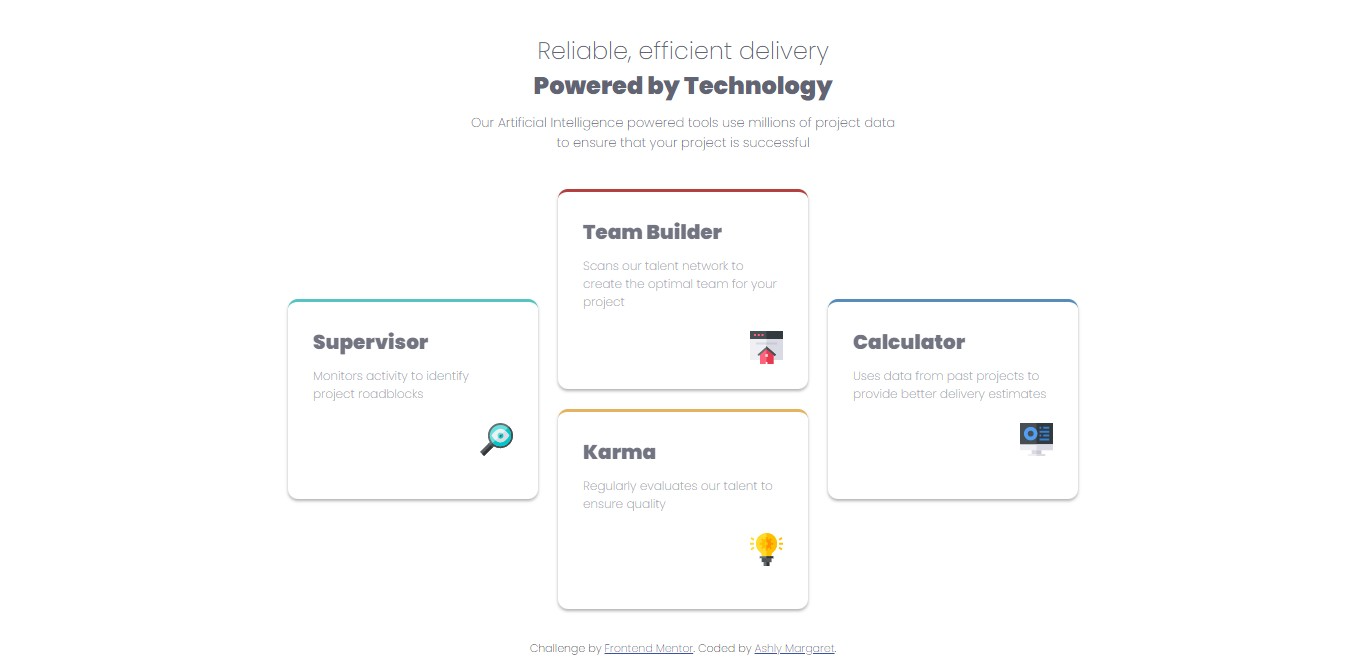 Reliable, efficient delivery
Powered by Technology
Our Artificial Intelligence powered tools use millions of project data
to ensure that your project is successful
Team Builder
Scans our talent network to
create the optimal team for your
project
Supervisor
Monitors activity to identify
project roadblocks
Calculator
Uses data from past projects to
provide better delivery estimates
Karma
Regularly evaluates our talent to
ensure quality
Challenge by Frontend Mentor. Coded by Ashly Margaret.